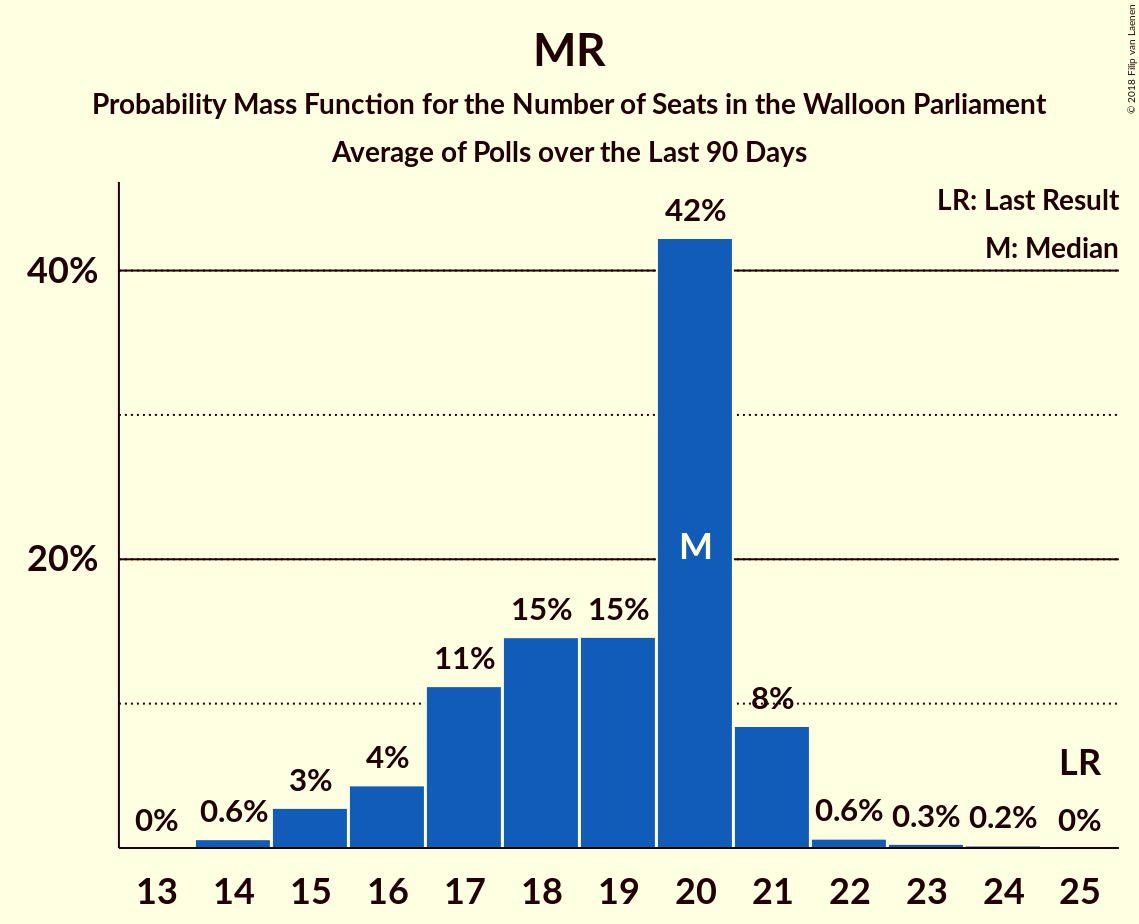 MR
Probability Mass Function for the Number of Seats in the Walloon Parliament
Average of Polls over the Last 90 Days
© 2018 Filip van Laenen
LR: Last Result
M: Median
40%
20%
0%
0.6%
3%
4%
11%
15%
15%
42%
M
8%
0.6%
0.3%
0.2%
LR
0%
13 14 15 16 17 18 19 20 21 22 23 24 25